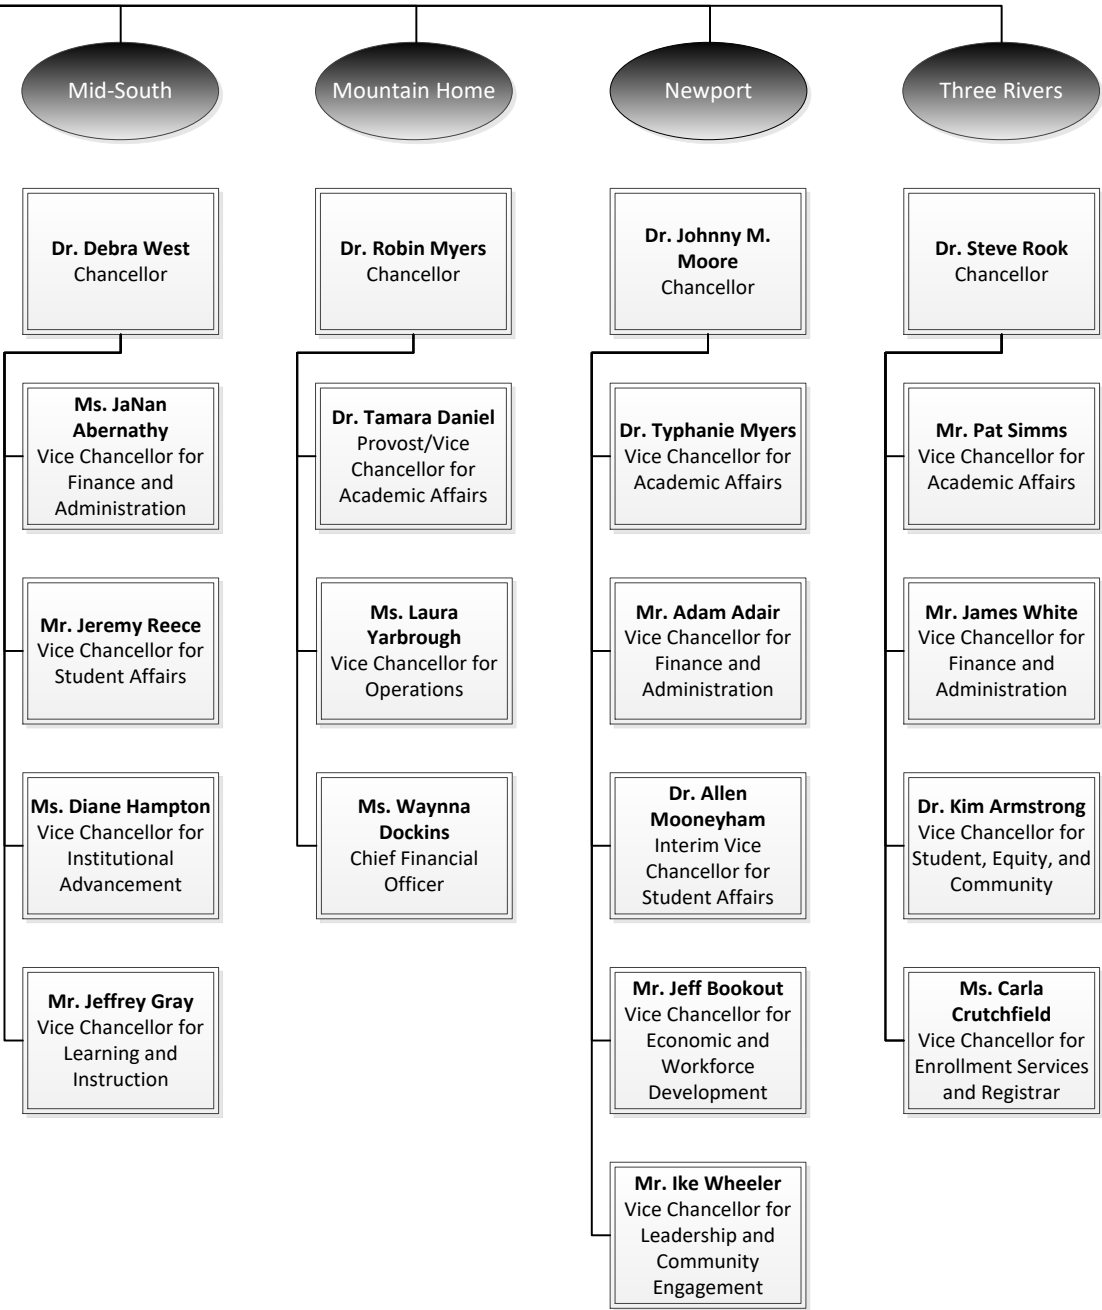 Mid-South
Mountain Home
Newport
Three Rivers
Dr. Debra West
Chancellor
Dr. Robin Myers
Chancellor
Dr. Johnny M.
Moore
Chancellor
Dr. Steve Rook
Chancellor
Ms. JaNan
Abernathy
Vice Chancellor for
Finance and
Administration
Dr. Tamara Daniel
Provost/Vice
Chancellor for
Academic Affairs
Dr. Typhanie Myers
Vice Chancellor for
Academic Affairs
Mr. Pat Simms
Vice Chancellor for
Academic Affairs
Mr. Jeremy Reece
Vice Chancellor for
Student Affairs
Ms. Laura
Yarbrough
Vice Chancellor for
Operations
Mr. Adam Adair
Vice Chancellor for
Finance and
Administration
Mr. James White
Vice Chancellor for
Finance and
Administration
Ms. Diane Hampton
Vice Chancellor for
Institutional
Advancement
Ms. Waynna
Dockins
Chief Financial
Officer
Dr. Allen
Mooneyham
Interim Vice
Chancellor for
Student Affairs
Dr. Kim Armstrong
Vice Chancellor for
Student, Equity, and
Community
Mr. Jeffrey Gray
Vice Chancellor for
Learning and
Instruction
Mr. Jeff Bookout
Vice Chancellor for
Economic and
Workforce
Development
Ms. Carla
Crutchfield
Vice Chancellor for
Enrollment Services
and Registrar
Mr. Ike Wheeler
Vice Chancellor for
Leadership and
Community
Engagement